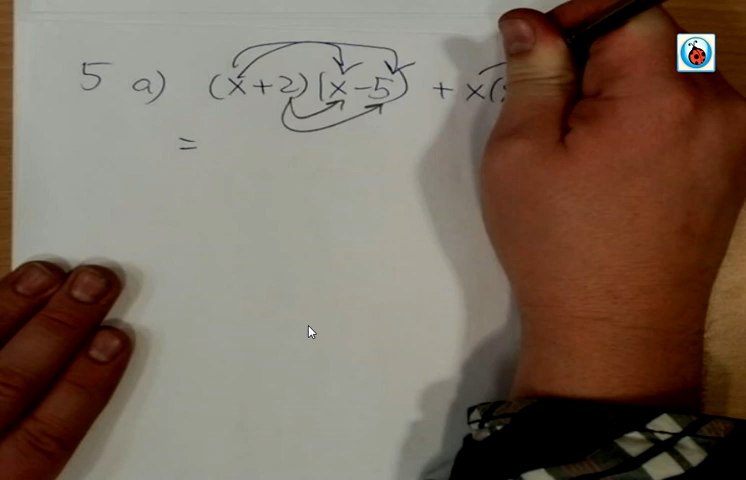 5 a) (x+2)(x-5) + x(
=